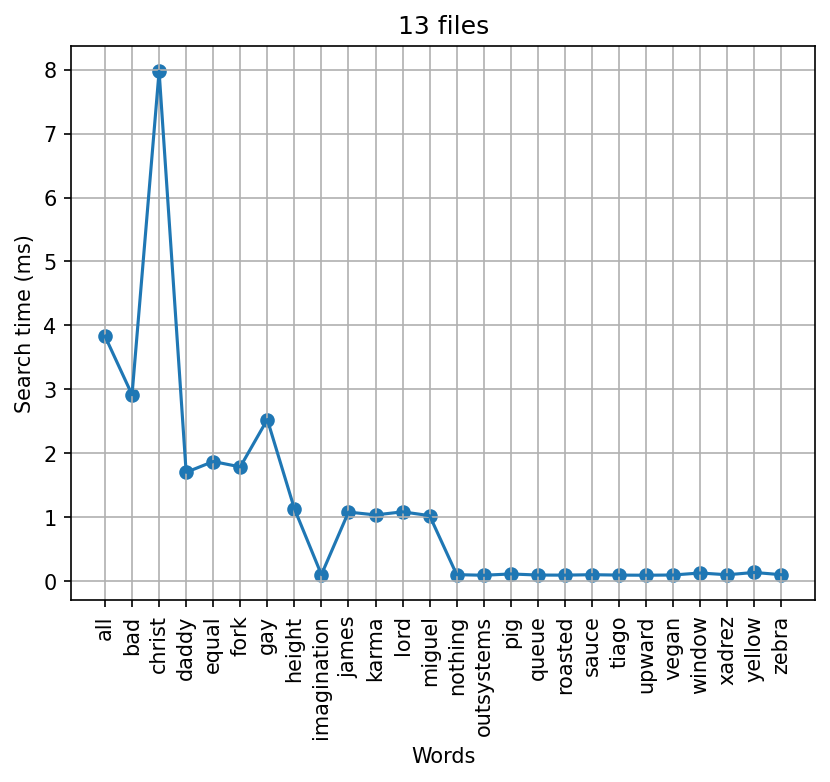 13 files
Search time (ms)
8
7
6
5
4
3
2
1
0
all
bad
christ
daddy
equal
fork
gay
height
imagination
james
karma
lord
miguel
nothing
outsystems
pig
queue
roasted
sauce
tiago
upward
vegan
window
xadrez
yellow
zebra
Words